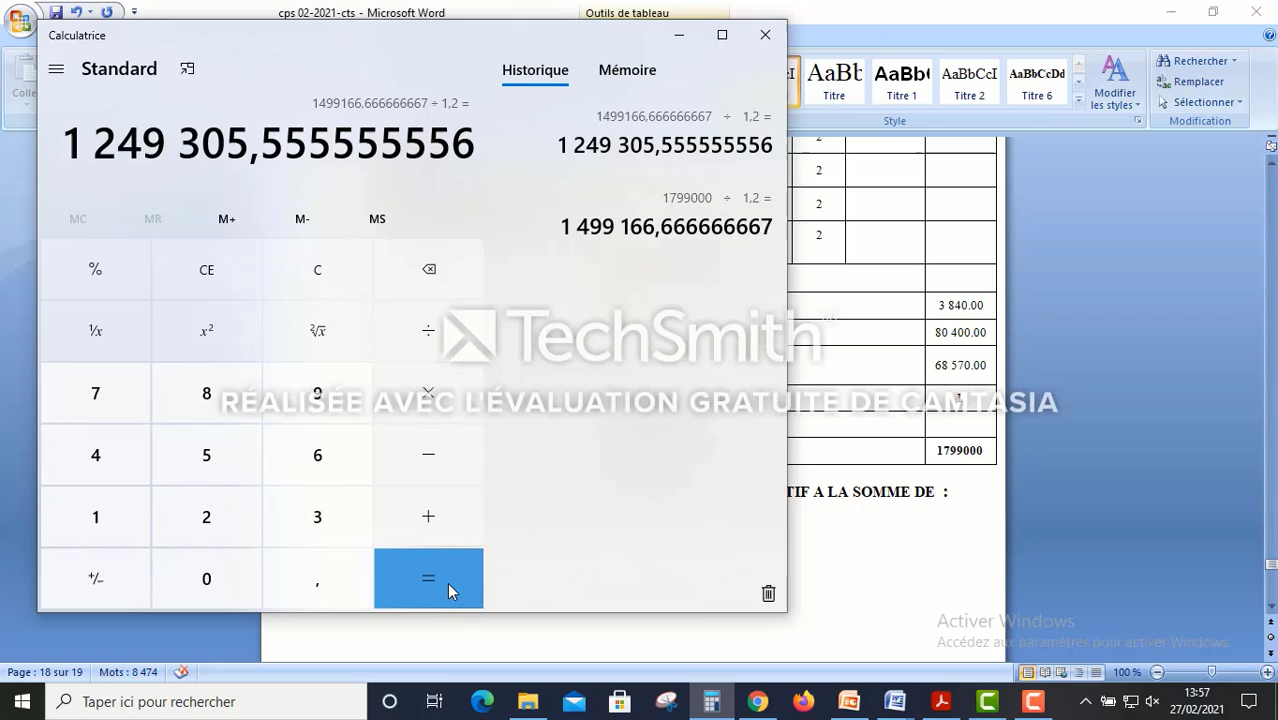 cps 02-2021-cts - Microsoft Word
Outils de tableau
Calculatrice
Standard
Historique
Mémoire
1499166,666666667 ÷ 1,2 =
1 249 305,555555556
1499166,666666667 ÷ 1,2 =
1 249 305,555555556
1799000 ÷ 1,2 =
1 499 166,666666667
MC MR M+ M- MS
% CE C
1/x x² ²√x ÷
7 8 9 ×
4 5 6 −
1 2 3 +
+/− 0 , =
AaBb AaBbC AaBbCcI AaBbCcDd
Titre Titre 1 Titre 2 Titre 6
Style
Modifier
les styles
Rechercher
Remplacer
Sélectionner
Modification
2
2
2
3 840.00
80 400.00
68 570.00
1799000
TIF A LA SOMME DE :
TechSmith
RÉALISÉE AVEC L'ÉVALUATION GRATUITE DE CAMTASIA
Activer Windows
Accédez aux paramètres pour activer Windows.
Page : 18 sur 19
Mots : 8 474
100 %
Taper ici pour rechercher
13:57
27/02/2021